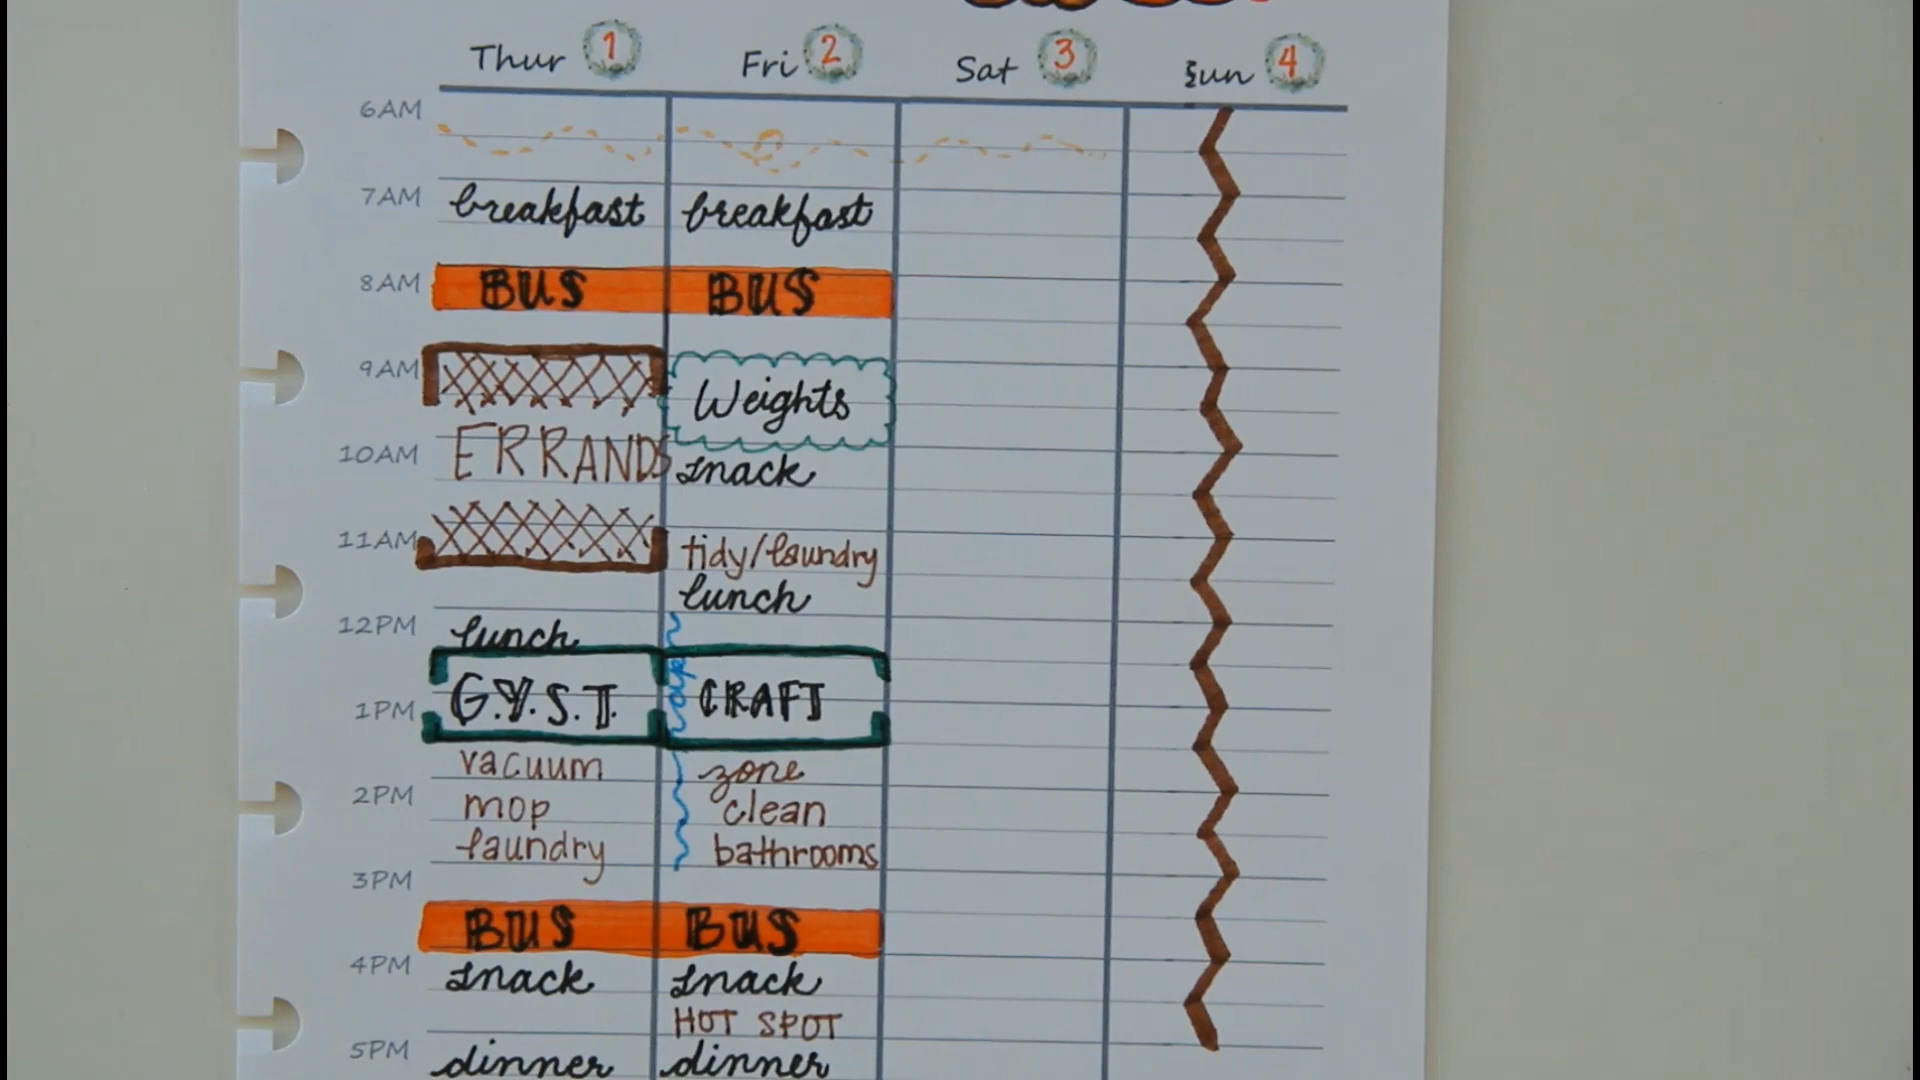 Thur 1 Fri 2 Sat 3 Sun 4
6AM
7AM breakfast breakfast
8AM BUS BUS
9AM
Weights
10AM ERRANDS snack
11AM tidy/laundry
lunch
12PM lunch
1PM G.Y.S.T. CRAFT
vacuum zone
2PM mop clean
laundry bathrooms
3PM
BUS BUS
4PM snack snack
HOT SPOT
5PM dinner dinner